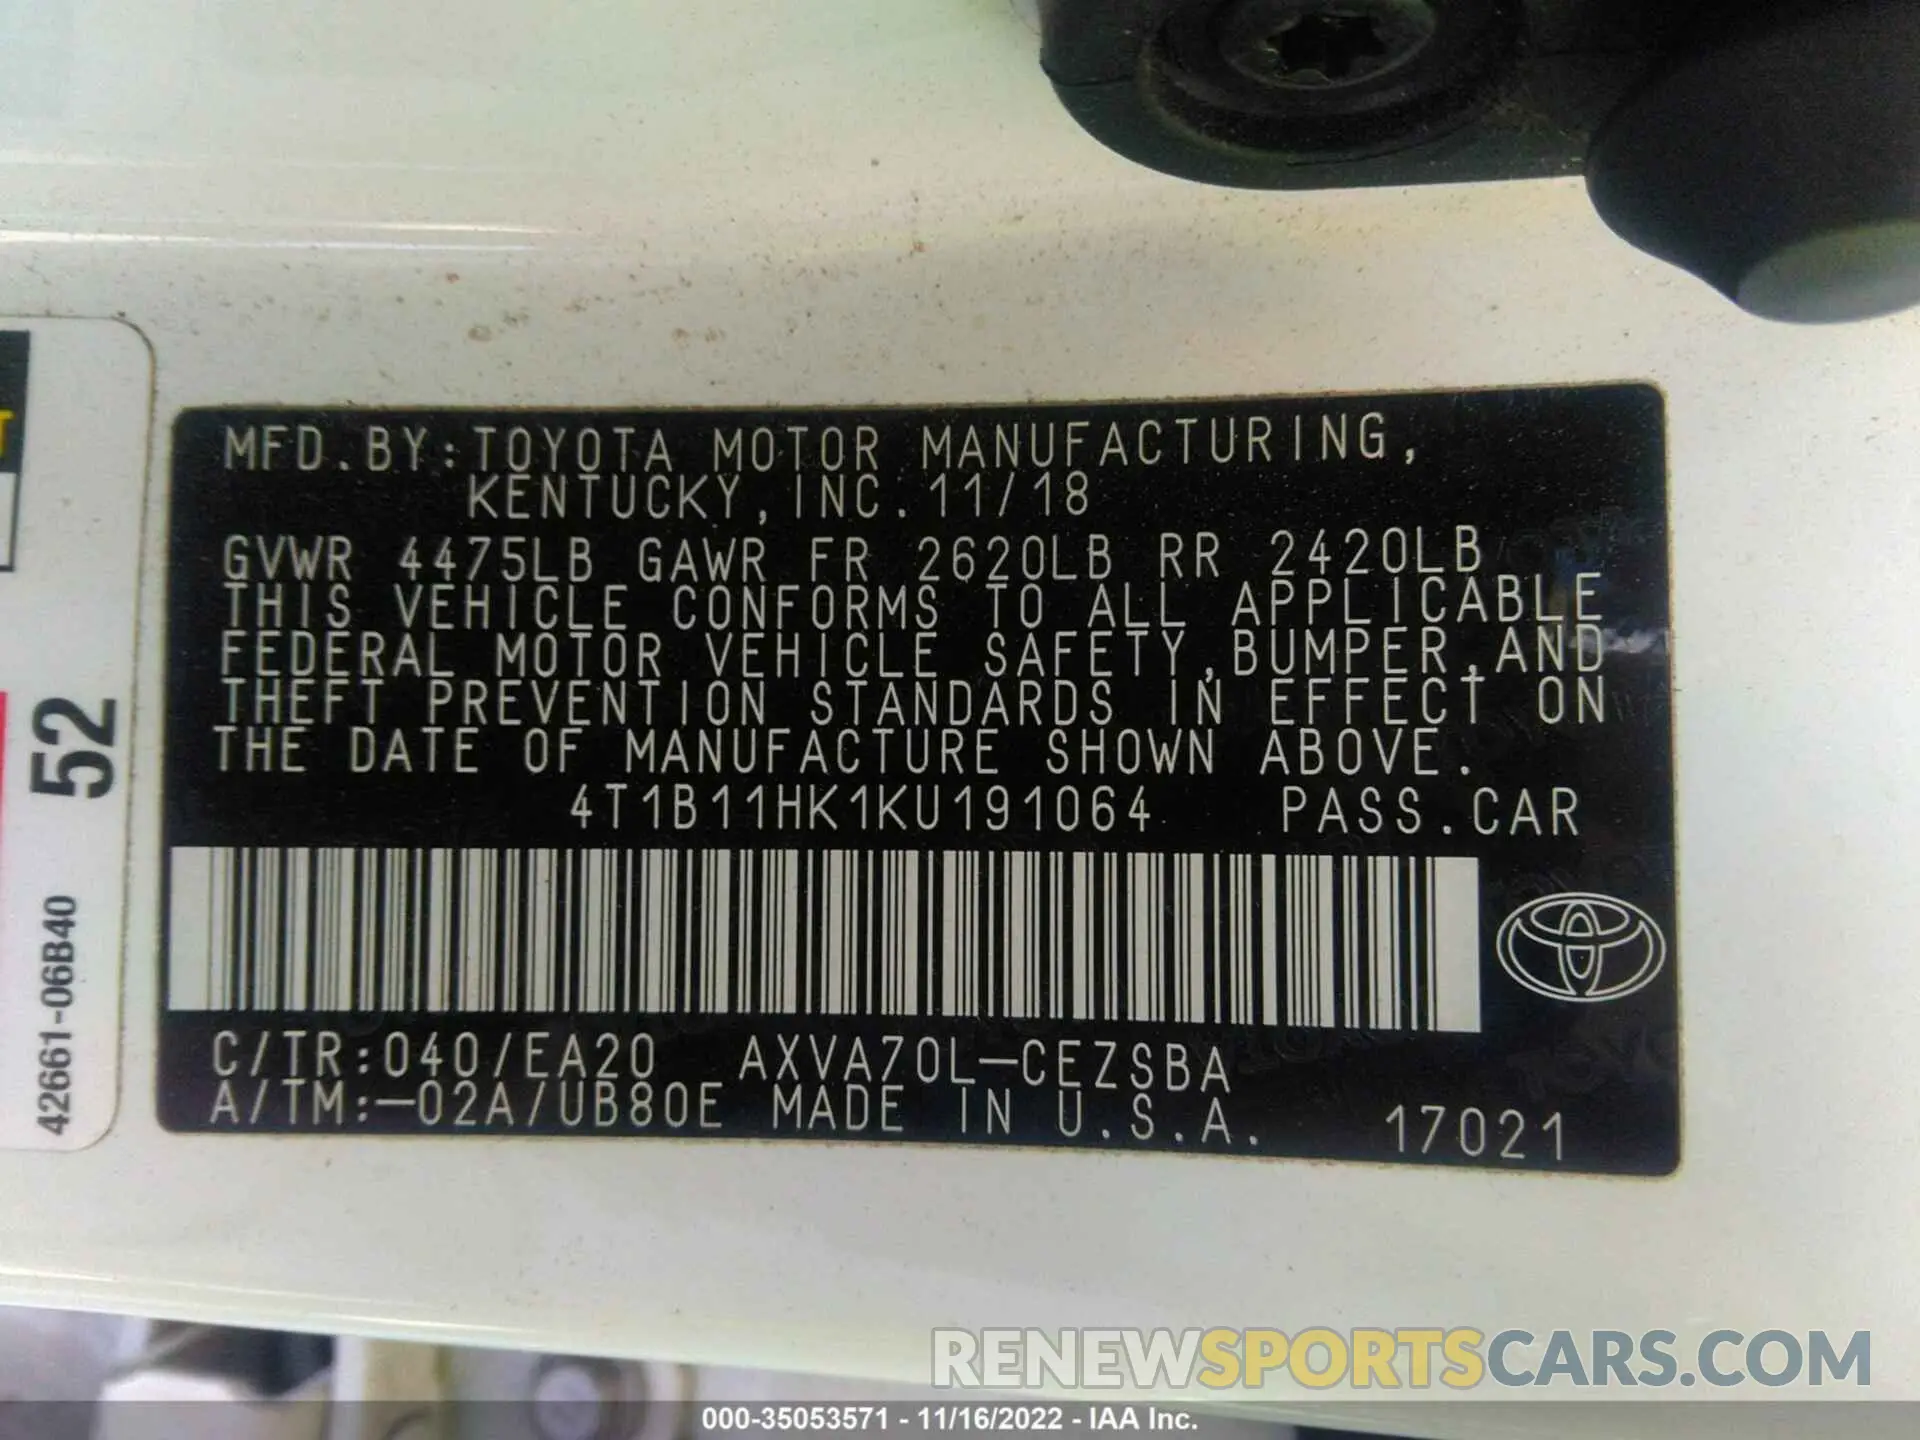 MFD.BY:TOYOTA MOTOR MANUFACTURING,
KENTUCKY,INC.11/18
GVWR 4475LB GAWR FR 2620LB RR 2420LB
THIS VEHICLE CONFORMS TO ALL APPLICABLE
FEDERAL MOTOR VEHICLE SAFETY,BUMPER,AND
THEFT PREVENTION STANDARDS IN EFFECT ON
THE DATE OF MANUFACTURE SHOWN ABOVE.
4T1B11HK1KU191064 PASS.CAR
C/TR:040/EA20 AXVA70L-CEZSBA
A/TM:-02A/UB80E MADE IN U.S.A. 17021
52
42661-06B40
RENEWSPORTSCARS.COM
000-35053571 - 11/16/2022 - IAA Inc.